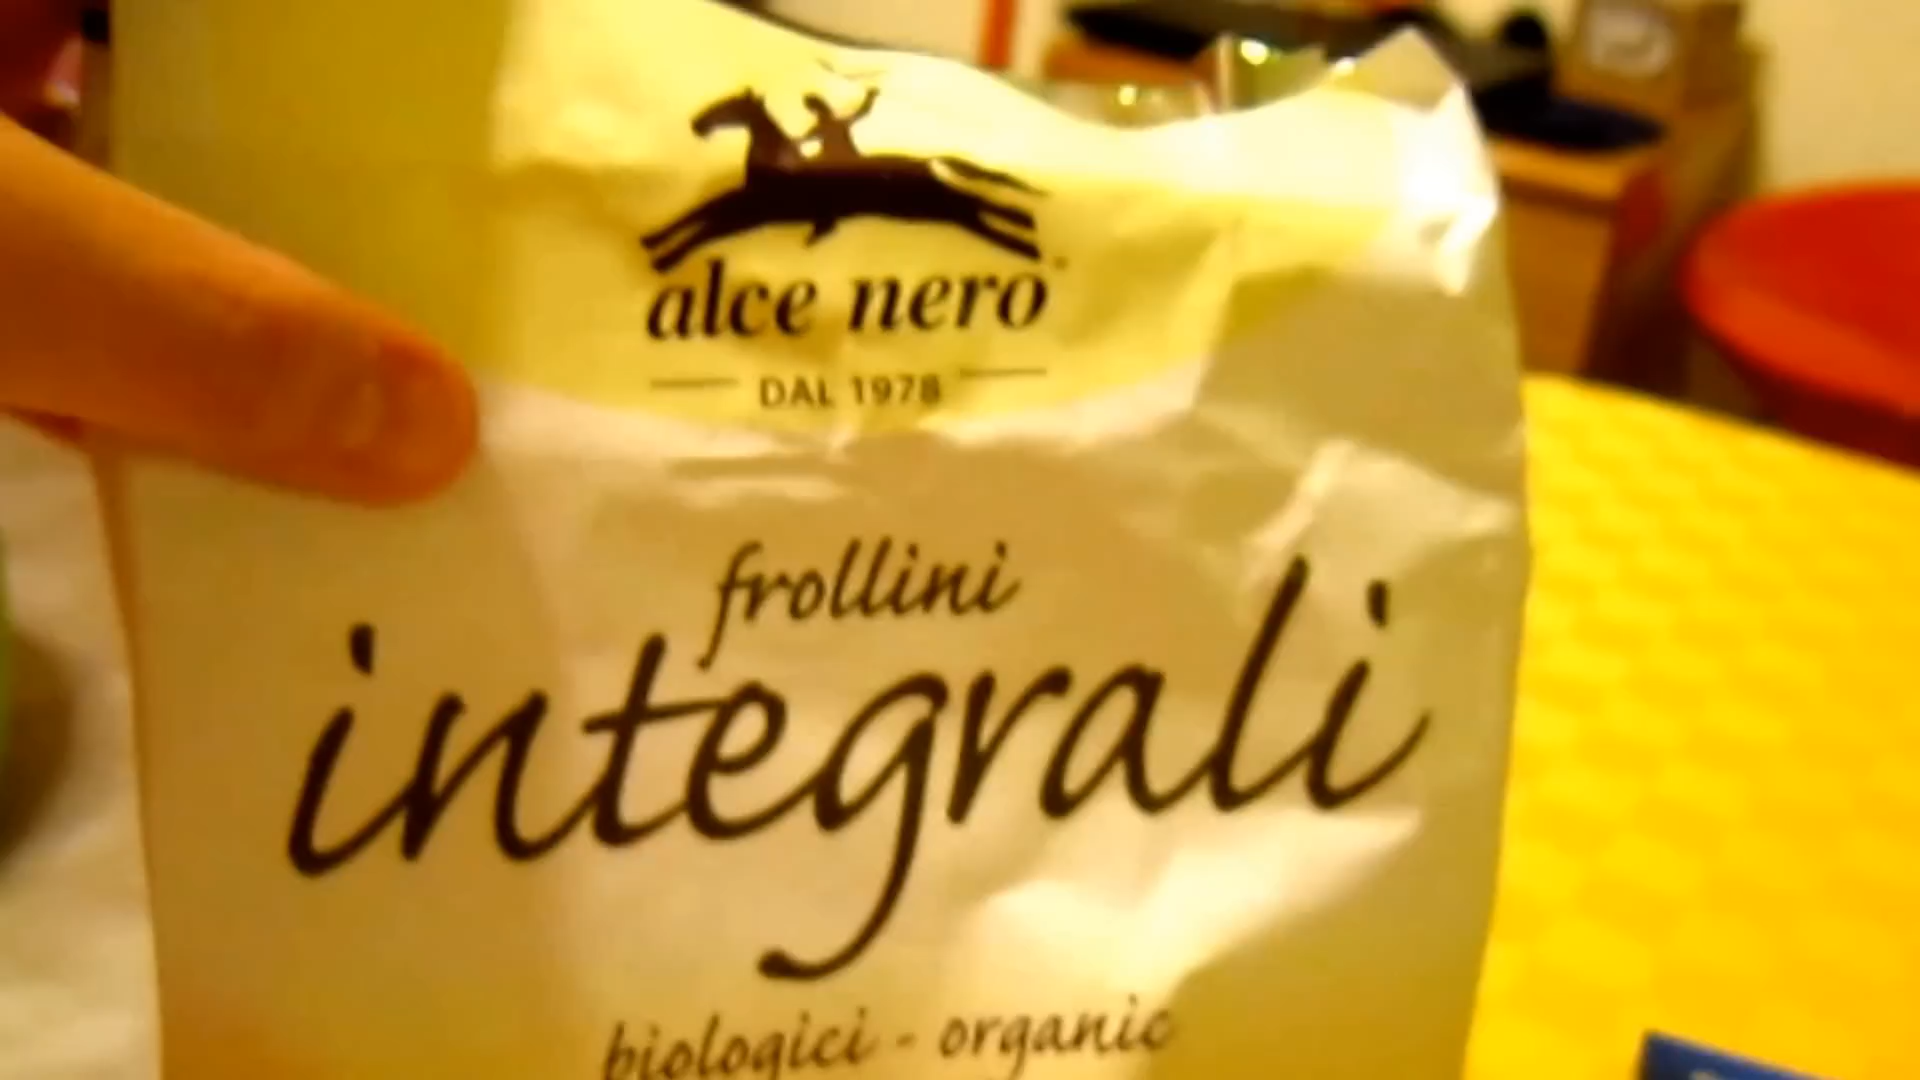 alce nero
DAL 1978
frollini
integrali
biologici - organic